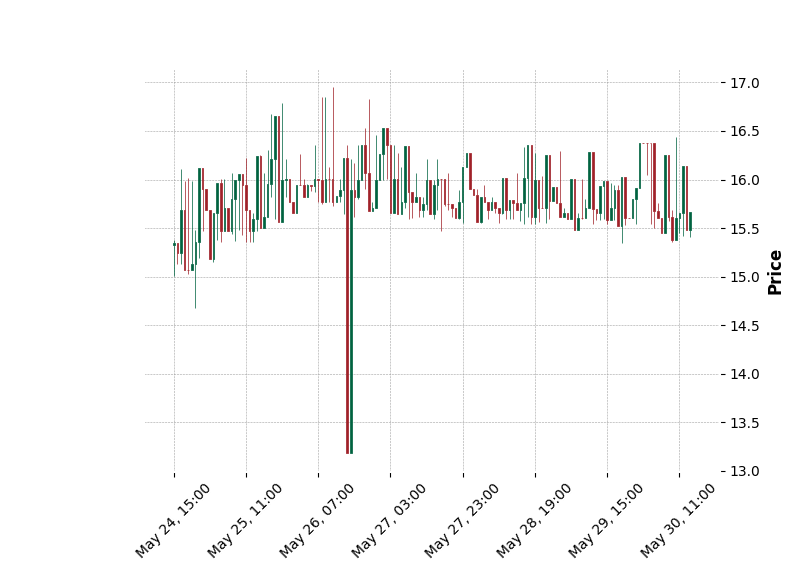 17.0
16.5
16.0
15.5
15.0
14.5
14.0
13.5
13.0
Price
May 24, 15:00
May 25, 11:00
May 26, 07:00
May 27, 03:00
May 27, 23:00
May 28, 19:00
May 29, 15:00
May 30, 11:00